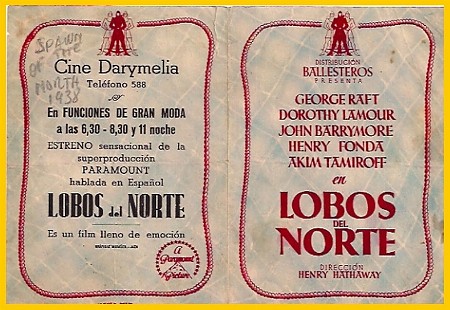 SPAWN
OF THE
NORTH
1938
Cine Darymelia
Teléfono 588
En FUNCIONES DE GRAN MODA
a las 6,30 - 8,30 y 11 noche
ESTRENO sensacional de la
superproducción
PARAMOUNT
hablada en Español
LOBOS del NORTE
Es un film lleno de emoción
A
Paramount
Picture
DISTRIBUCIÓN
BALLESTEROS
PRESENTA
GEORGE RAFT
DOROTHY LAMOUR
JOHN BARRYMORE
HENRY FONDA
AKIM TAMIROFF
en
LOBOS
DEL
NORTE
DIRECCIÓN
HENRY HATHAWAY